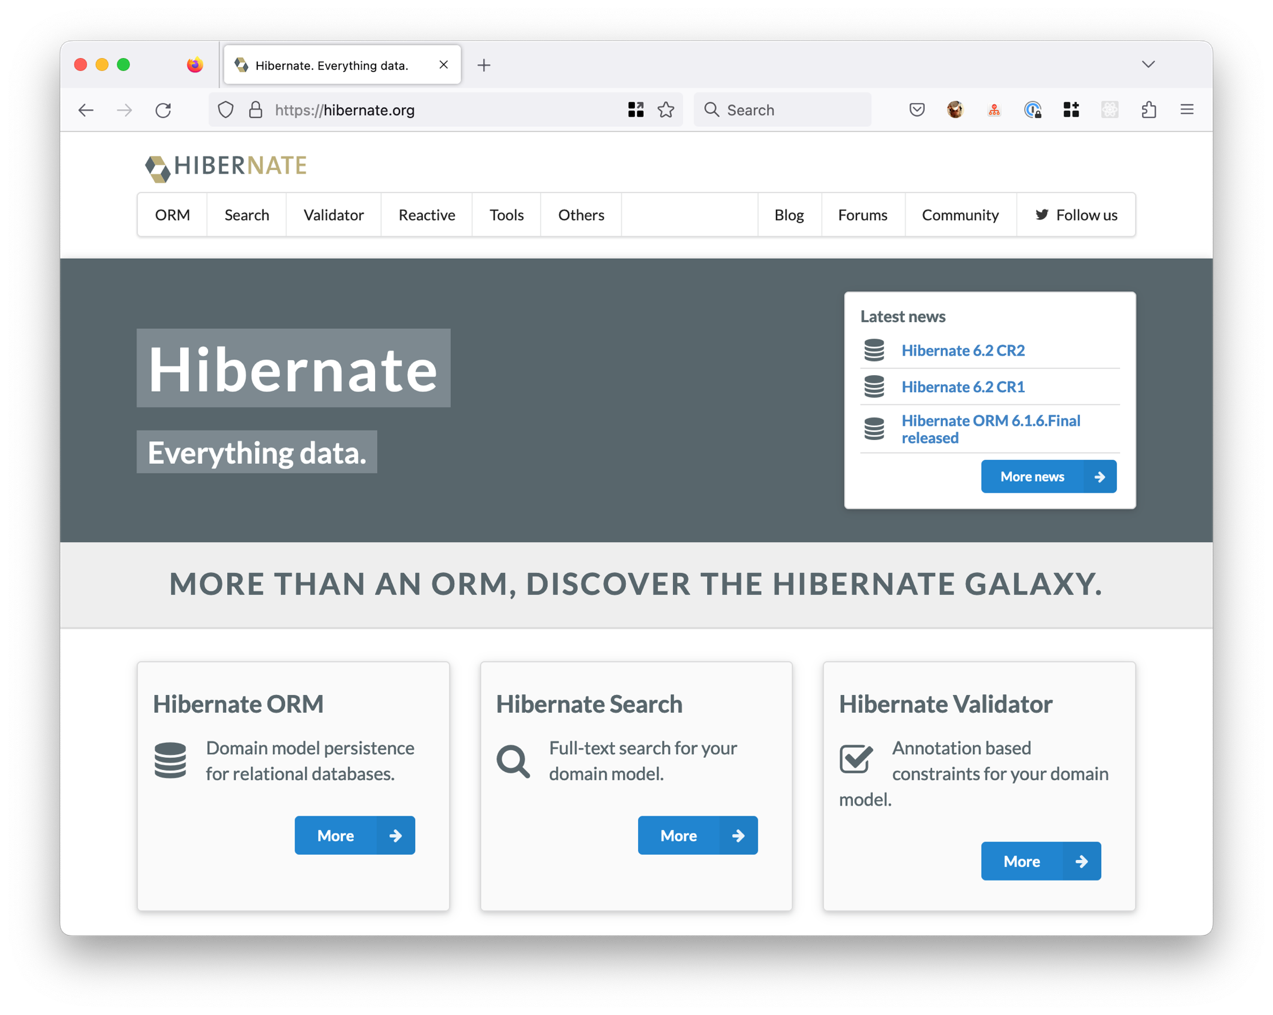 Hibernate. Everything data.
https://hibernate.org
Search
HIBERNATE
ORM
Search
Validator
Reactive
Tools
Others
Blog
Forums
Community
Follow us
Hibernate
Everything data.
Latest news
Hibernate 6.2 CR2
Hibernate 6.2 CR1
Hibernate ORM 6.1.6.Final
released
More news
MORE THAN AN ORM, DISCOVER THE HIBERNATE GALAXY.
Hibernate ORM
Domain model persistence
for relational databases.
More
Hibernate Search
Full-text search for your
domain model.
More
Hibernate Validator
Annotation based
constraints for your domain
model.
More